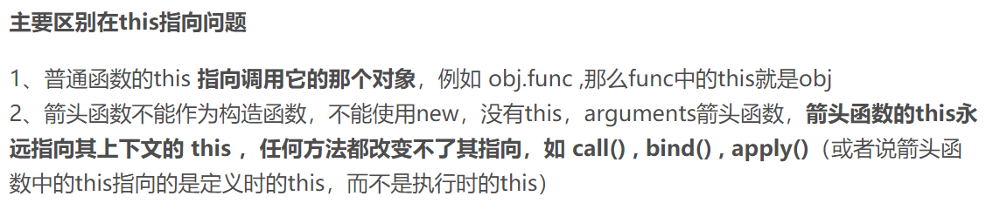 主要区别在this指向问题
1、普通函数的this 指向调用它的那个对象，例如 obj.func ,那么func中的this就是obj
2、箭头函数不能作为构造函数，不能使用new，没有this，arguments箭头函数，箭头函数的this永
远指向其上下文的 this ，任何方法都改变不了其指向，如 call() , bind() , apply()（或者说箭头函
数中的this指向的是定义时的this，而不是执行时的this）